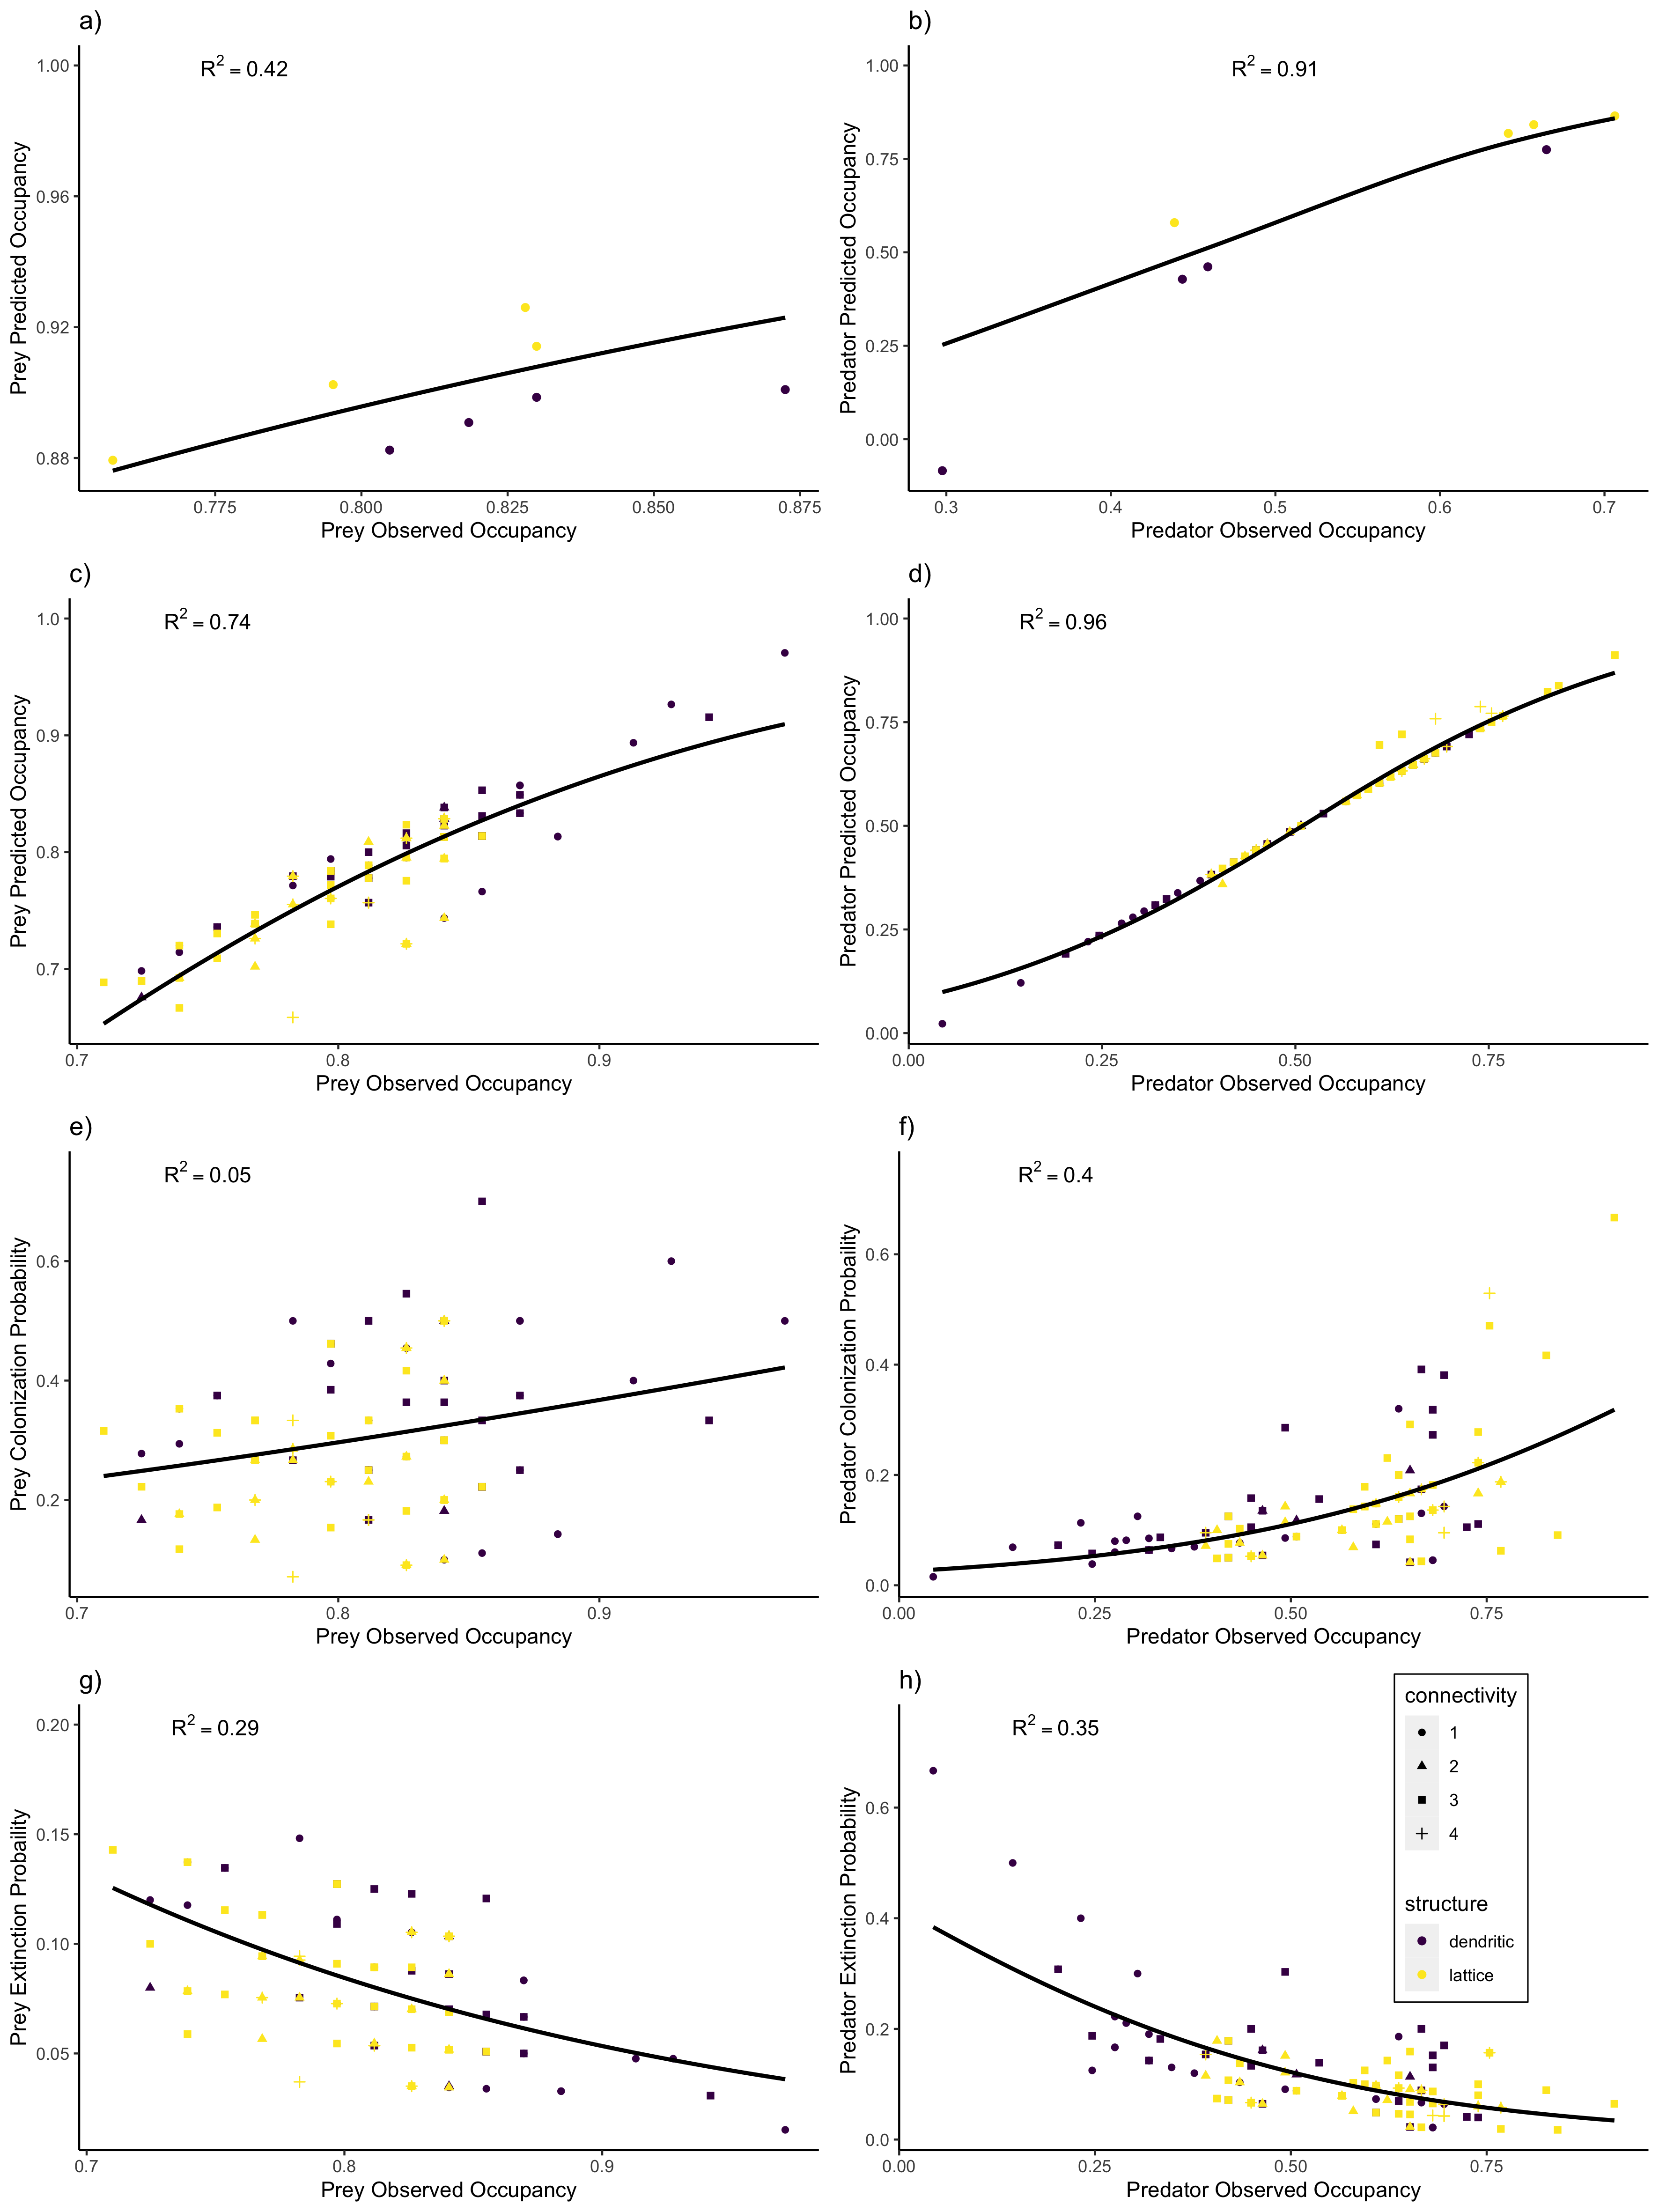 a)
R² = 0.42
1.00
0.96
0.92
0.88
Prey Predicted Occupancy
0.775 0.800 0.825 0.850 0.875
Prey Observed Occupancy
b)
R² = 0.91
1.00
0.75
0.50
0.25
0.00
Predator Predicted Occupancy
0.3 0.4 0.5 0.6 0.7
Predator Observed Occupancy
c)
R² = 0.74
1.0
0.9
0.8
0.7
Prey Predicted Occupancy
0.7 0.8 0.9
Prey Observed Occupancy
d)
R² = 0.96
1.00
0.75
0.50
0.25
0.00
Predator Predicted Occupancy
0.00 0.25 0.50 0.75
Predator Observed Occupancy
e)
R² = 0.05
0.6
0.4
0.2
Prey Colonization Probability
0.7 0.8 0.9
Prey Observed Occupancy
f)
R² = 0.4
0.6
0.4
0.2
0.0
Predator Colonization Probaility
0.00 0.25 0.50 0.75
Predator Observed Occupancy
g)
R² = 0.29
0.20
0.15
0.10
0.05
Prey Extinction Probaility
0.7 0.8 0.9
Prey Observed Occupancy
h)
R² = 0.35
0.6
0.4
0.2
0.0
Predator Extinction Probability
0.00 0.25 0.50 0.75
Predator Observed Occupancy
connectivity
1
2
3
4
structure
dendritic
lattice